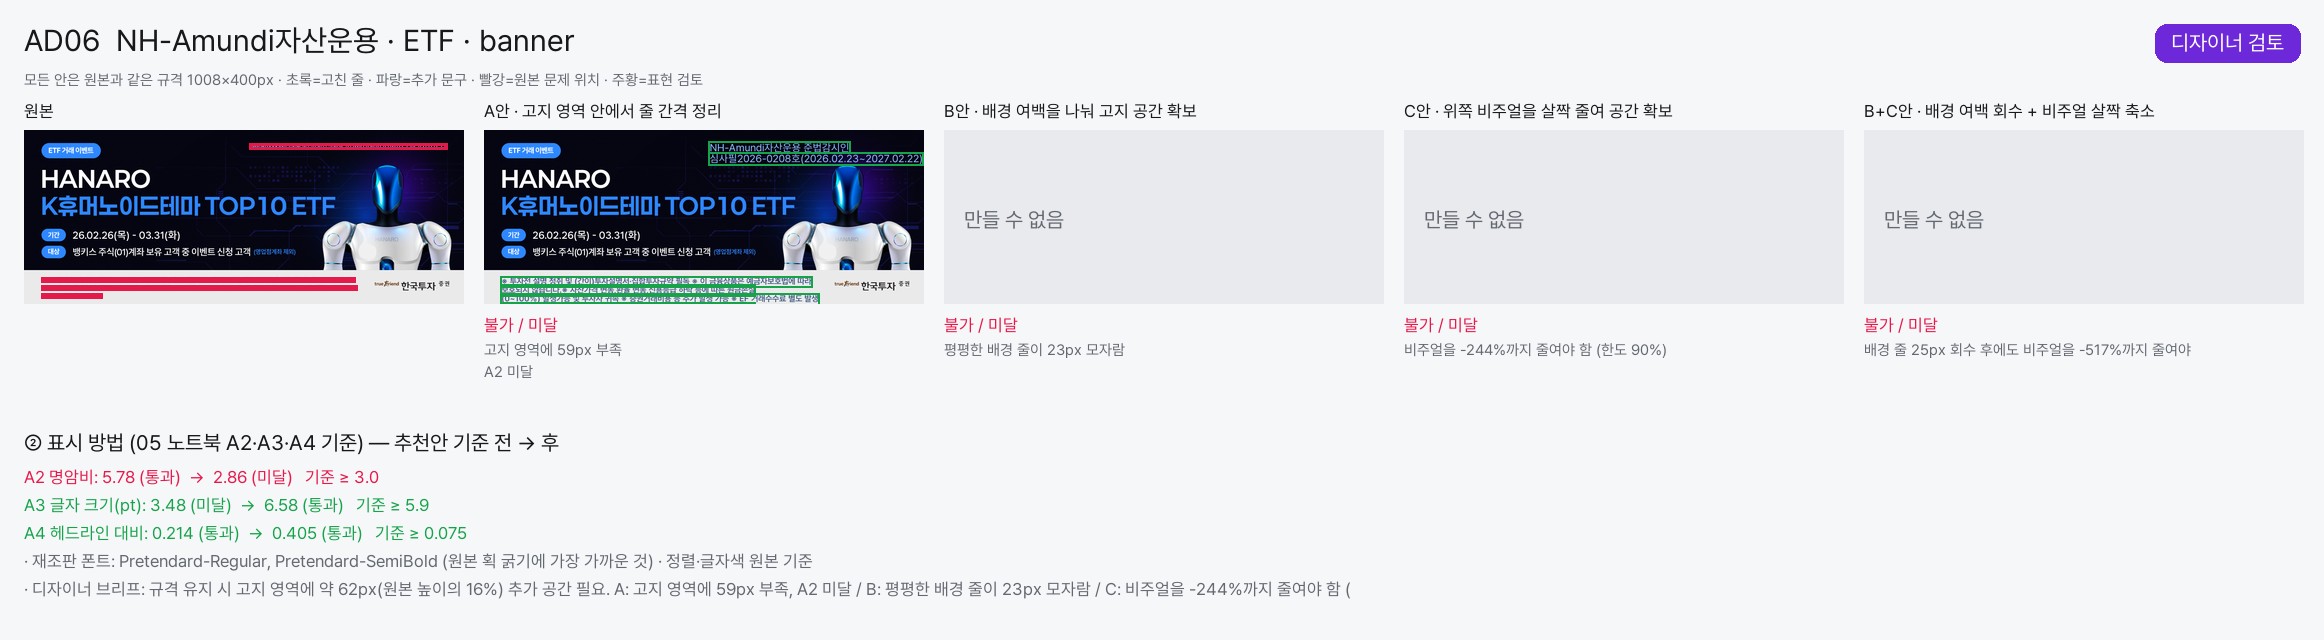 AD06 NH-Amundi자산운용 · ETF · banner
디자이너 검토
모든 안은 원본과 같은 규격 1008×400px · 초록=고친 줄 · 파랑=추가 문구 · 빨강=원본 문제 위치 · 주황=표현 검토
원본
A안 · 고지 영역 안에서 줄 간격 정리
B안 · 배경 여백을 나눠 고지 공간 확보
C안 · 위쪽 비주얼을 살짝 줄여 공간 확보
B+C안 · 배경 여백 회수 + 비주얼 살짝 축소
ETF 거래 이벤트
HANARO
K휴머노이드테마 TOP10 ETF
기간 26.02.26(목) - 03.31(화)
대상 뱅키스 주식(01)계좌 보유 고객 중 이벤트 신청 고객 (영업점계좌 제외)
true friend 한국투자 증권
ETF 거래 이벤트
NH-Amundi자산운용 준법감시인
심사필2026-0208호(2026.02.23~2027.02.22)
HANARO
K휴머노이드테마 TOP10 ETF
기간 26.02.26(목) - 03.31(화)
대상 뱅키스 주식(01)계좌 보유 고객 중 이벤트 신청 고객 (영업점계좌 제외)
true friend 한국투자 증권
만들 수 없음
만들 수 없음
만들 수 없음
불가 / 미달
고지 영역에 59px 부족
A2 미달
불가 / 미달
평평한 배경 줄이 23px 모자람
불가 / 미달
비주얼을 -244%까지 줄여야 함 (한도 90%)
불가 / 미달
배경 줄 25px 회수 후에도 비주얼을 -517%까지 줄여야
② 표시 방법 (05 노트북 A2·A3·A4 기준) — 추천안 기준 전 → 후
A2 명암비: 5.78 (통과) → 2.86 (미달) 기준 ≥ 3.0
A3 글자 크기(pt): 3.48 (미달) → 6.58 (통과) 기준 ≥ 5.9
A4 헤드라인 대비: 0.214 (통과) → 0.405 (통과) 기준 ≥ 0.075
· 재조판 폰트: Pretendard-Regular, Pretendard-SemiBold (원본 획 굵기에 가장 가까운 것) · 정렬·글자색 원본 기준
· 디자이너 브리프: 규격 유지 시 고지 영역에 약 62px(원본 높이의 16%) 추가 공간 필요. A: 고지 영역에 59px 부족, A2 미달 / B: 평평한 배경 줄이 23px 모자람 / C: 비주얼을 -244%까지 줄여야 함 (